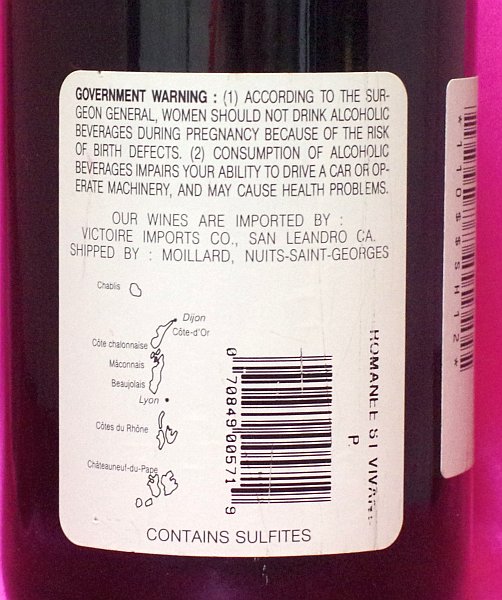 GOVERNMENT WARNING : (1) ACCORDING TO THE SUR-
GEON GENERAL, WOMEN SHOULD NOT DRINK ALCOHOLIC
BEVERAGES DURING PREGNANCY BECAUSE OF THE RISK
OF BIRTH DEFECTS. (2) CONSUMPTION OF ALCOHOLIC
BEVERAGES IMPAIRS YOUR ABILITY TO DRIVE A CAR OR OP-
ERATE MACHINERY, AND MAY CAUSE HEALTH PROBLEMS.
OUR WINES ARE IMPORTED BY :
VICTOIRE IMPORTS CO., SAN LEANDRO CA.
SHIPPED BY : MOILLARD, NUITS-SAINT-GEORGES
Chablis
Dijon
Côte-d'Or
Côte chalonnaise
Mâconnais
Beaujolais
Lyon
Côtes du Rhône
Châteauneuf-du-Pape
0 70849 00571 9
ROMANEE ST VIVANT
P
CONTAINS SULFITES